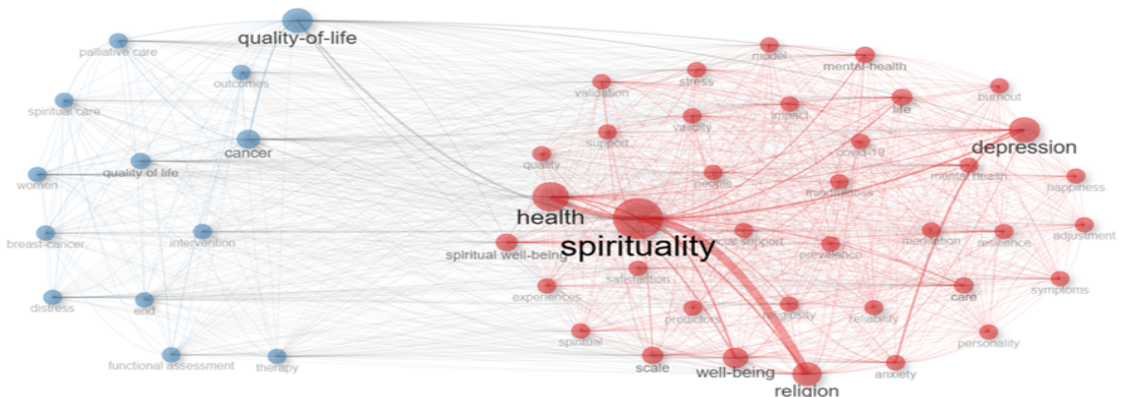 quality-of-life
palliative care
outcomes
spiritual care
cancer
quality of life
women
breast-cancer
intervention
distress
end
functional assessment
therapy
model
mental-health
stress
validation
burnout
life
impact
validity
support
covid-19
depression
quality
people
mental health
mindfulness
happiness
health
spirituality
social support
meditation
resilience
adjustment
spiritual well-being
prevalence
satisfaction
experiences
care
symptoms
predictors
religiosity
reliability
spiritual
personality
scale
well-being
anxiety
religion